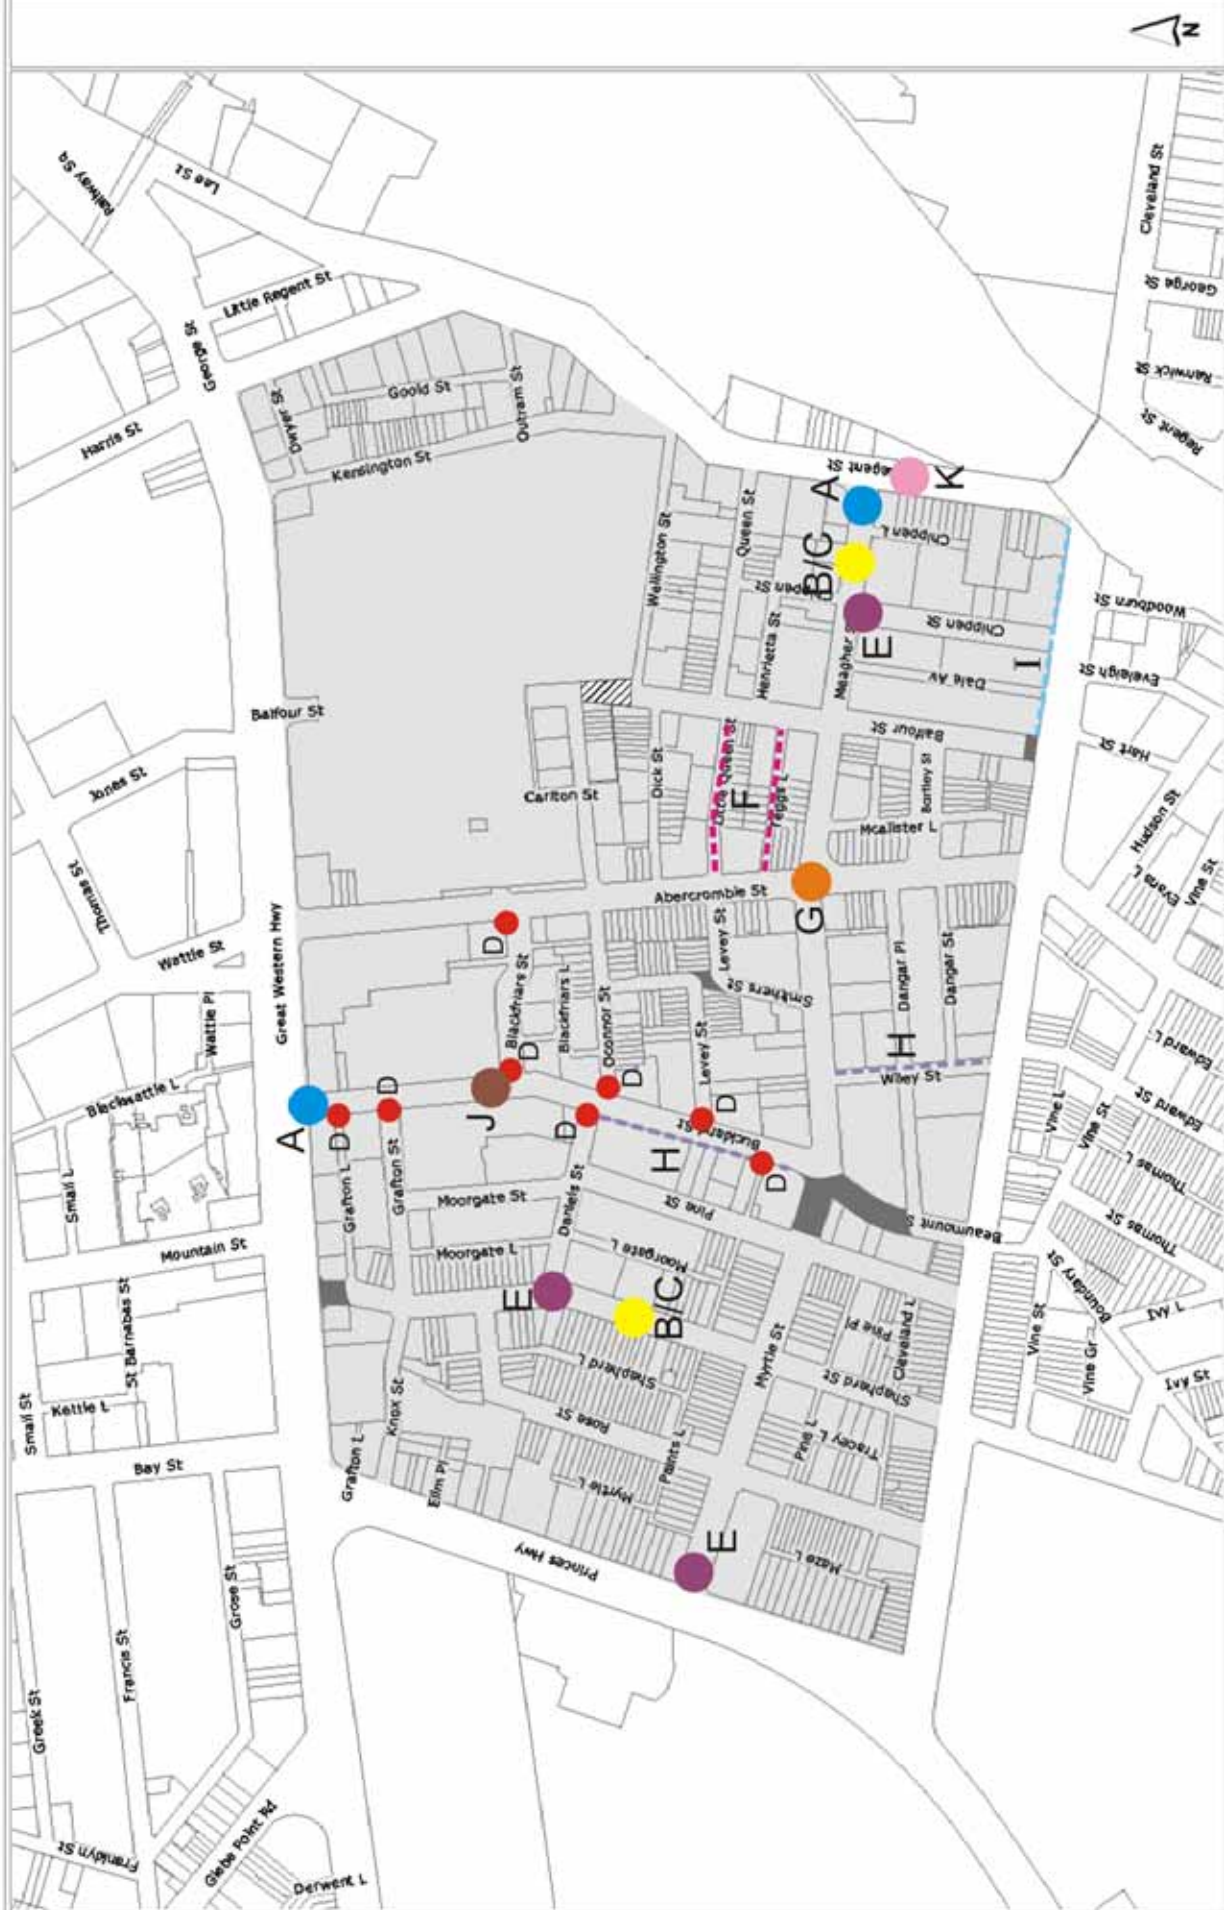 N
Railway Sq
Lee St
Little Regent St
George St
Harris St
Dwyer St
Goold St
Outram St
Kensington St
Cleveland St
George St
Renwick St
Regent St
Regent St
K
A
Chippen L
Queen St
Wellington St
B/C
Chippen St
E
Chippen St
Henrietta St
Meagher St
Dale Av
I
Woodburn St
Eveleigh St
Balfour St
Balfour St
Hart St
Jones St
Carlton St
Dick St
Little Queen St
F
Teggs L
Bartley St
Mcalister L
Hudson St
Evans L
Vine St
Thomas St
Wattle St
Wattle Pl
Great Western Hwy
Abercrombie St
G
D
Blackfriars St
Blackfriars L
Oconnor St
Levey St
Levey St
Smithers St
Dangar Pl
Dangar St
H
Wiley St
Edward L
Edward St
Blackwattle L
A
D
D
J
D
D
D
D
D
H
Buckland St
Vine L
Vine St
Thomas L
Thomas St
Small L
Mountain St
Grafton L
Grafton St
Moorgate St
Moorgate L
Daniels St
Pine St
Moorgate L
Beaumount S
Boundary St
E
B/C
Ivy L
Ivy St
Vine St
Vine Gr
St Barnabas St
Kettle L
Small St
Bay St
Knox St
Shepherd L
Rose St
Myrtle St
Pine Pl
Cleveland L
Shepherd St
Pine L
Tracey L
Paints L
Myrtle L
Grafton L
Elim Pl
Princes Hwy
E
Maze L
Grose St
Francis St
Greek St
Franklyn St
Glebe Point Rd
Derwent L